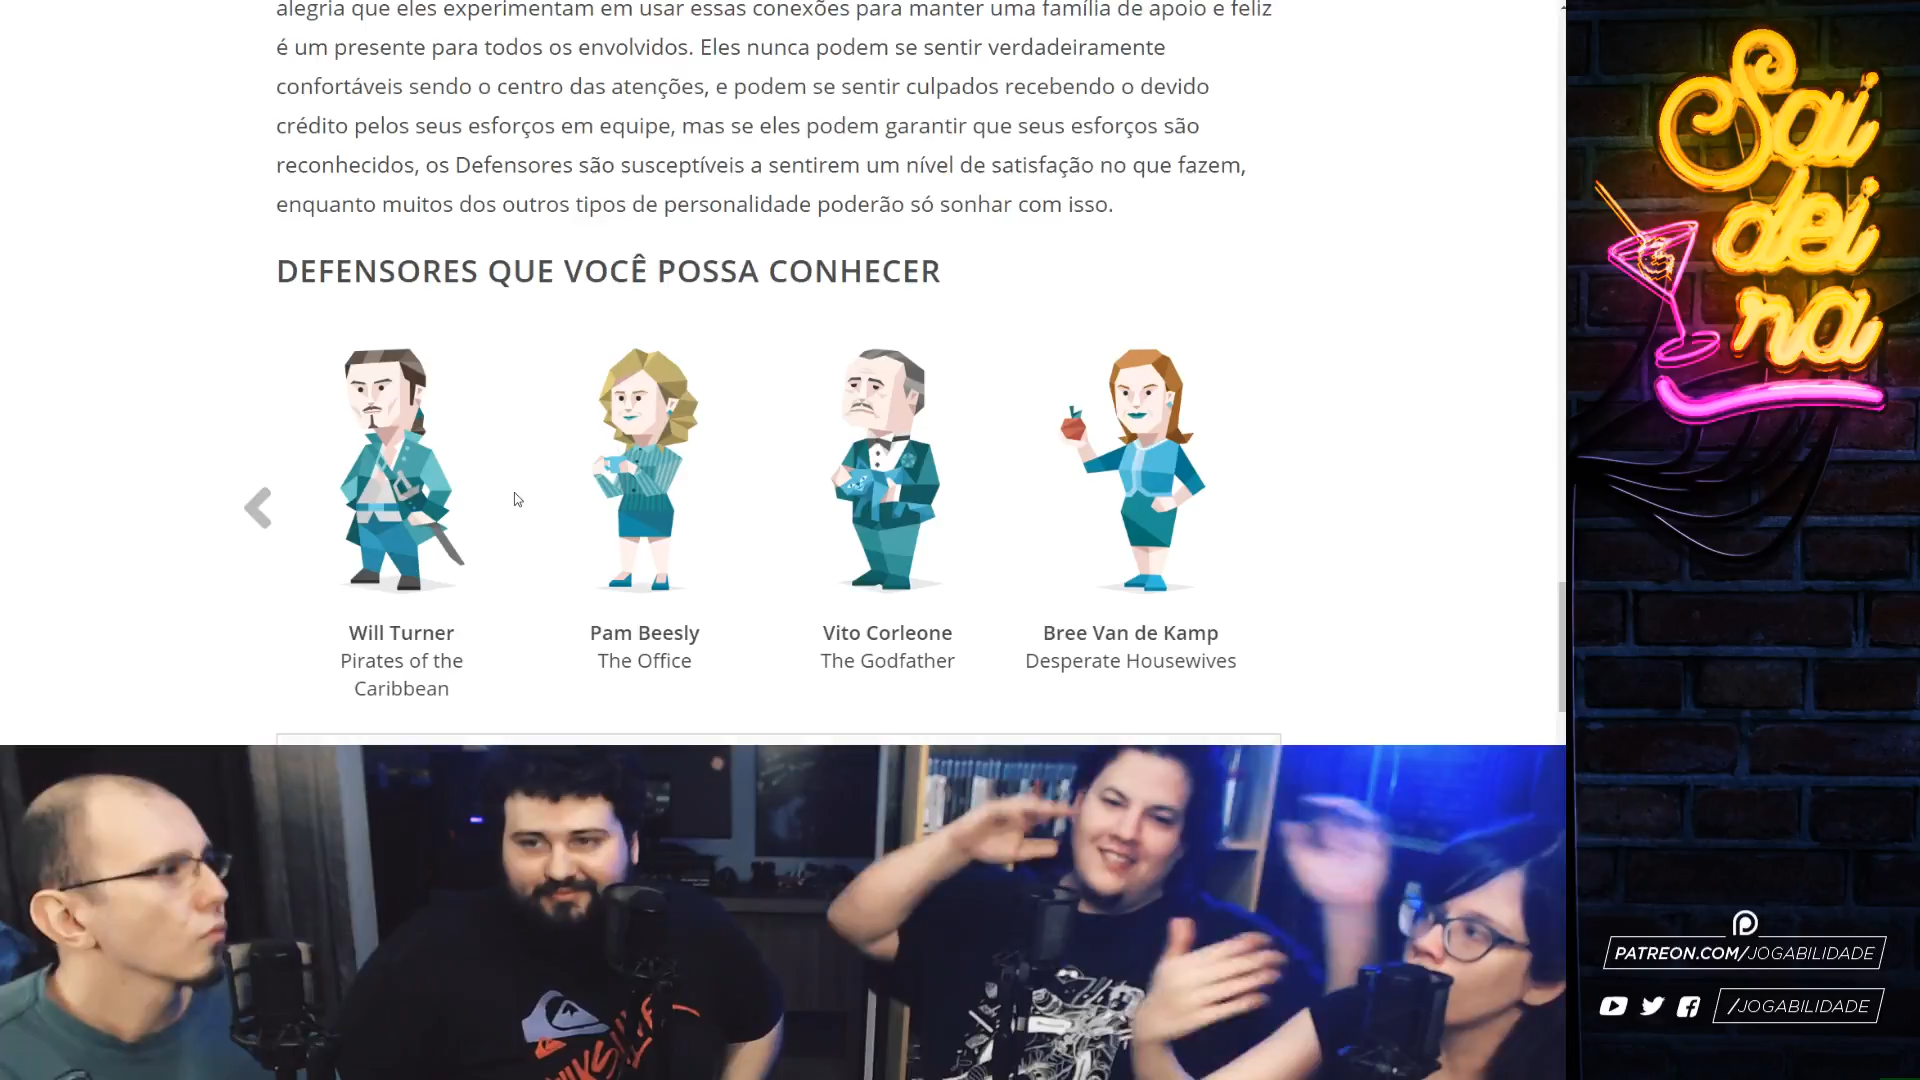 alegria que eles experimentam em usar essas conexões para manter uma família de apoio e feliz
é um presente para todos os envolvidos. Eles nunca podem se sentir verdadeiramente
confortáveis sendo o centro das atenções, e podem se sentir culpados recebendo o devido
crédito pelos seus esforços em equipe, mas se eles podem garantir que seus esforços são
reconhecidos, os Defensores são susceptíveis a sentirem um nível de satisfação no que fazem,
enquanto muitos dos outros tipos de personalidade poderão só sonhar com isso.
DEFENSORES QUE VOCÊ POSSA CONHECER
Will Turner
Pirates of the
Caribbean
Pam Beesly
The Office
Vito Corleone
The Godfather
Bree Van de Kamp
Desperate Housewives
Sai
dei
ra
PATREON.COM/JOGABILIDADE
/JOGABILIDADE